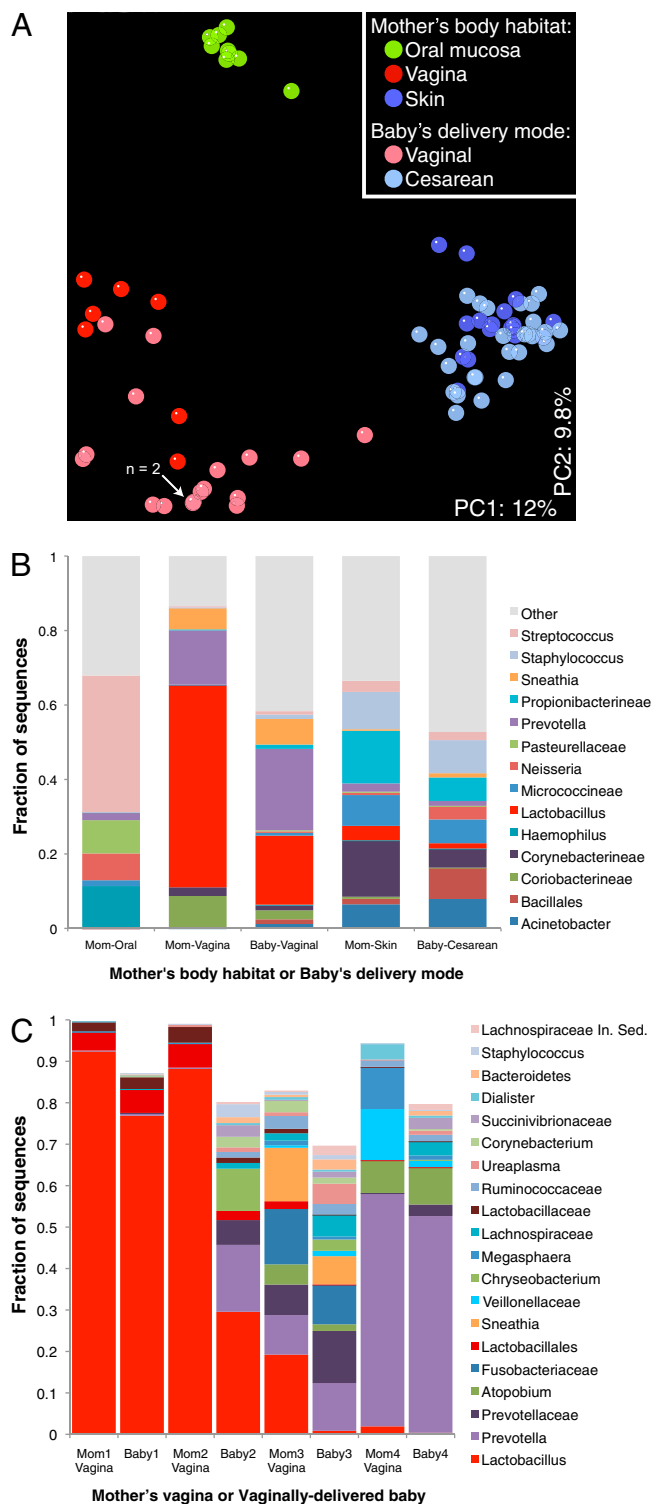 A
Mother's body habitat:
Oral mucosa
Vagina
Skin
Baby's delivery mode:
Vaginal
Cesarean
n = 2
PC2: 9.8%
PC1: 12%
B
Fraction of sequences
1
0.8
0.6
0.4
0.2
0
Mom-Oral
Mom-Vagina
Baby-Vaginal
Mom-Skin
Baby-Cesarean
Mother's body habitat or Baby's delivery mode
Other
Streptococcus
Staphylococcus
Sneathia
Propionibacterineae
Prevotella
Pasteurellaceae
Neisseria
Micrococcineae
Lactobacillus
Haemophilus
Corynebacterineae
Coriobacterineae
Bacillales
Acinetobacter
C
Fraction of sequences
1
0.9
0.8
0.7
0.6
0.5
0.4
0.3
0.2
0.1
0
Mom1 Vagina
Baby1
Mom2 Vagina
Baby2
Mom3 Vagina
Baby3
Mom4 Vagina
Baby4
Mother's vagina or Vaginally-delivered baby
Lachnospiraceae In. Sed.
Staphylococcus
Bacteroidetes
Dialister
Succinivibrionaceae
Corynebacterium
Ureaplasma
Ruminococcaceae
Lactobacillaceae
Lachnospiraceae
Megasphaera
Chryseobacterium
Veillonellaceae
Sneathia
Lactobacillales
Fusobacteriaceae
Atopobium
Prevotellaceae
Prevotella
Lactobacillus